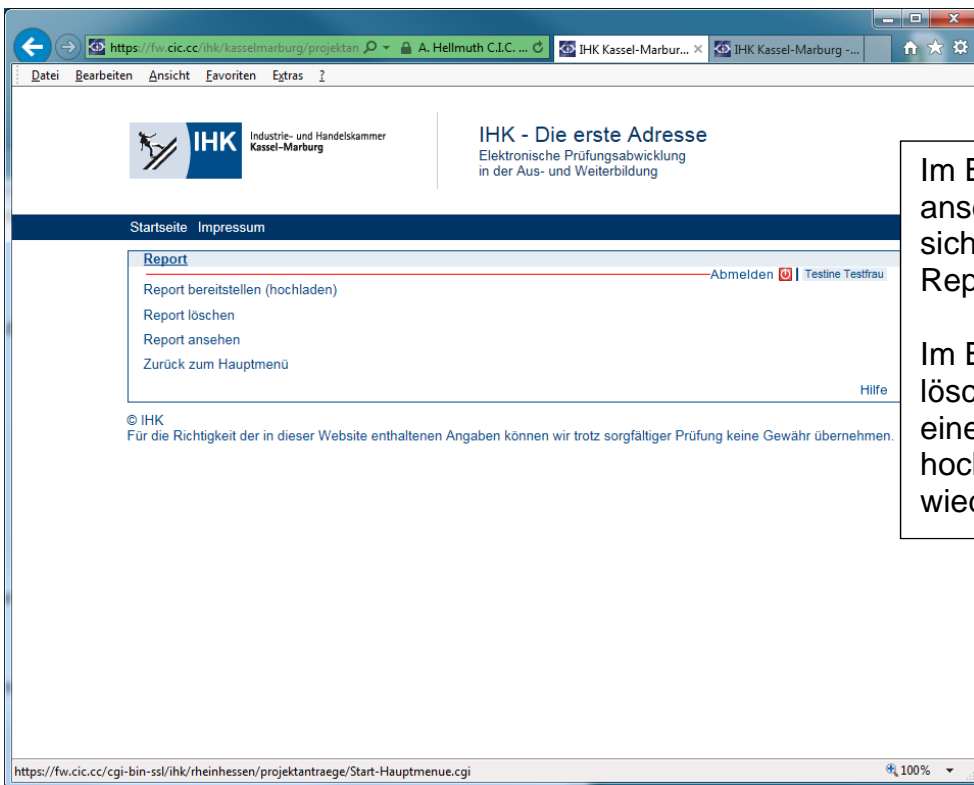 https://fw.cic.cc/ihk/kasselmarburg/projektan
A. Hellmuth C.I.C. ...
IHK Kassel-Marbur...
IHK Kassel-Marburg -...
Datei Bearbeiten Ansicht Favoriten Extras ?
IHK
Industrie- und Handelskammer
Kassel-Marburg
IHK - Die erste Adresse
Elektronische Prüfungsabwicklung
in der Aus- und Weiterbildung
Startseite Impressum
Report
Abmelden | Testine Testfrau
Report bereitstellen (hochladen)
Report löschen
Report ansehen
Zurück zum Hauptmenü
Hilfe
© IHK
Für die Richtigkeit der in dieser Website enthaltenen Angaben können wir trotz sorgfältiger Prüfung keine Gewähr übernehmen.
Im
sich
Im
https://fw.cic.cc/cgi-bin-ssl/ihk/rheinhessen/projektantraege/Start-Hauptmenue.cgi
100%